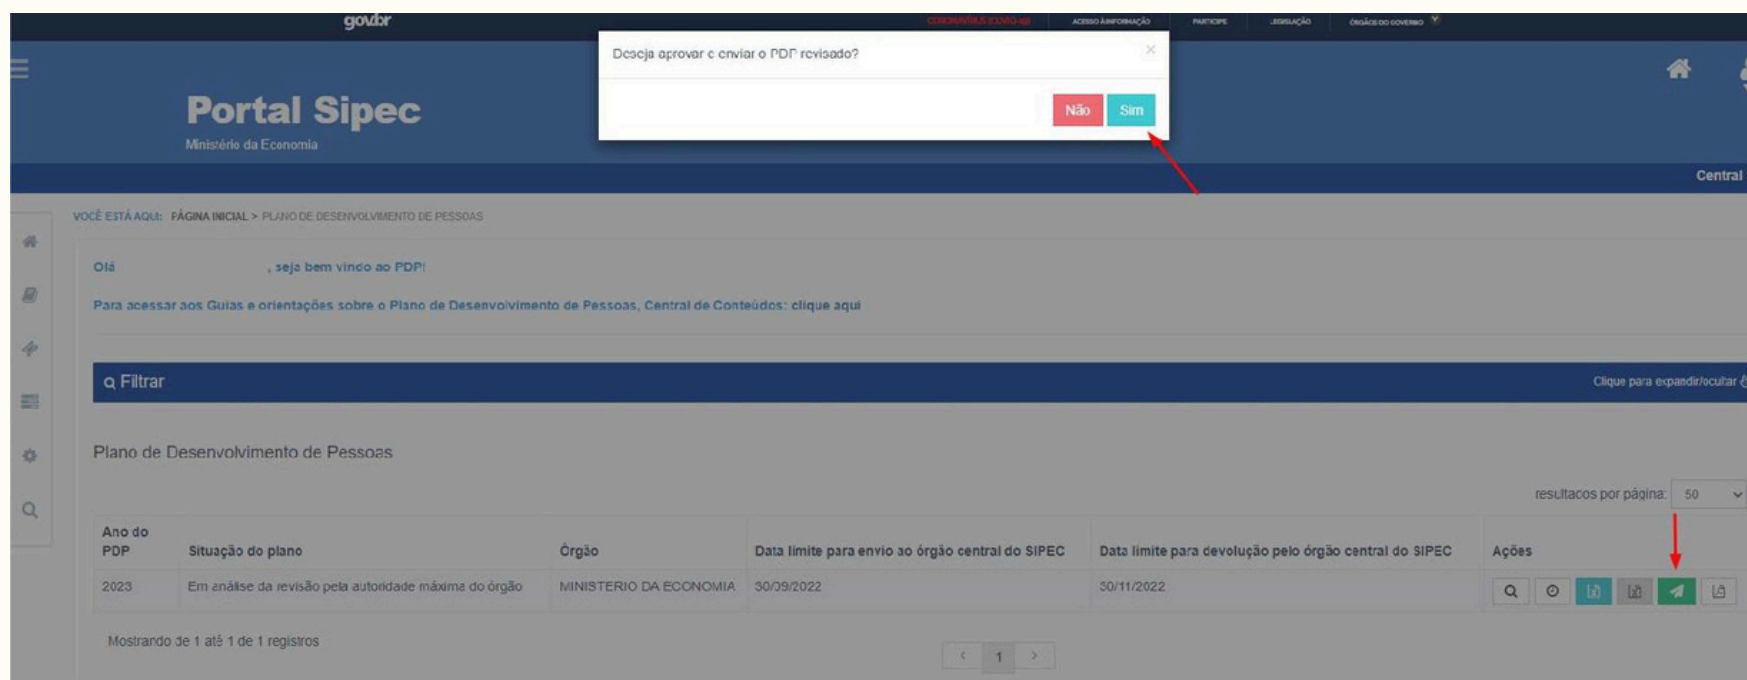 govbr
CORONAVÍRUS (COVID-19) ACESSO À INFORMAÇÃO PARTICIPE LEGISLAÇÃO ÓRGÃOS DO GOVERNO
Deseja aprovar e enviar o PDP revisado? ×
Não Sim
Portal Sipec
Ministério da Economia
Central
VOCÊ ESTÁ AQUI: PÁGINA INICIAL > PLANO DE DESENVOLVIMENTO DE PESSOAS
Olá , seja bem vindo ao PDP!
Para acessar aos Guias e orientações sobre o Plano de Desenvolvimento de Pessoas, Central de Conteúdos: clique aqui
Filtrar Clique para expandir/ocultar
Plano de Desenvolvimento de Pessoas
resultados por página: 50
Ano do PDP Situação do plano Órgão Data limite para envio ao órgão central do SIPEC Data limite para devolução pelo órgão central do SIPEC Ações
2023 Em análise da revisão pela autoridade máxima do órgão MINISTERIO DA ECONOMIA 30/09/2022 30/11/2022
Mostrando de 1 até 1 de 1 registros
< 1 >